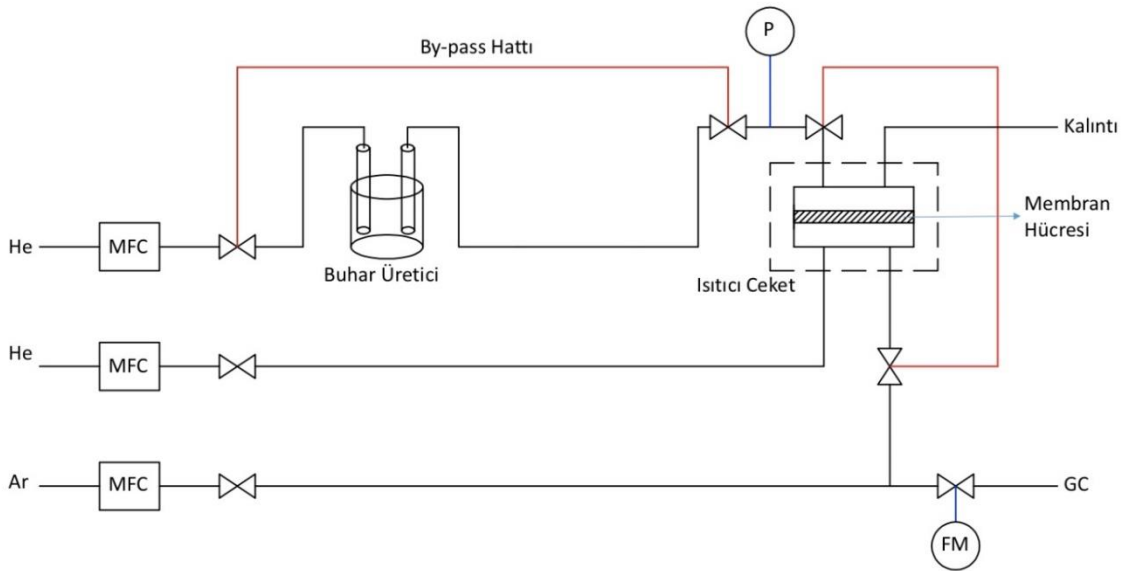 P
By-pass Hattı
Kalıntı
Membran
Hücresi
He
MFC
Buhar Üretici
Isıtıcı Ceket
He
MFC
Ar
MFC
GC
FM